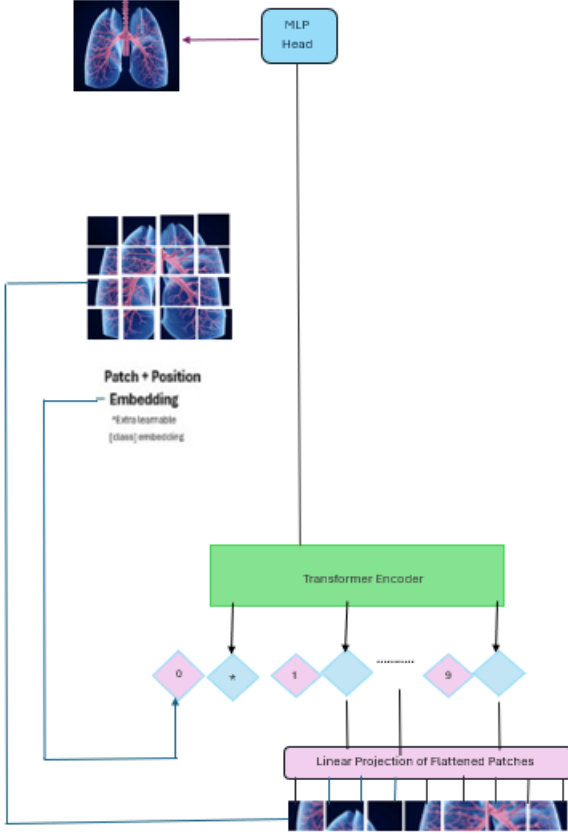 MLP
Head
Patch + Position
Embedding
*Extra learnable
[class] embedding
Transformer Encoder
0
*
1
9
Linear Projection of Flattened Patches